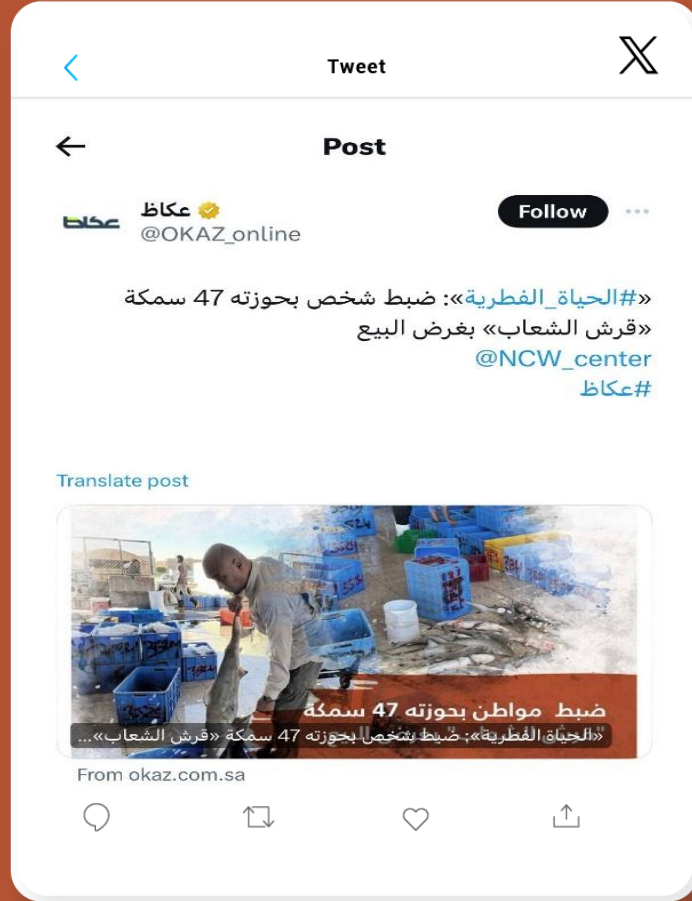 Tweet
Post
عكاظ
عكاظ
@OKAZ_online
Follow
«#الحياة_الفطرية»: ضبط شخص بحوزته 47 سمكة
«قرش الشعاب» بغرض البيع
@NCW_center
#عكاظ
Translate post
ضبط مواطن بحوزته 47 سمكة
«الحياة الفطرية»: ضبط شخص بحوزته 47 سمكة «قرش الشعاب»...
From okaz.com.sa